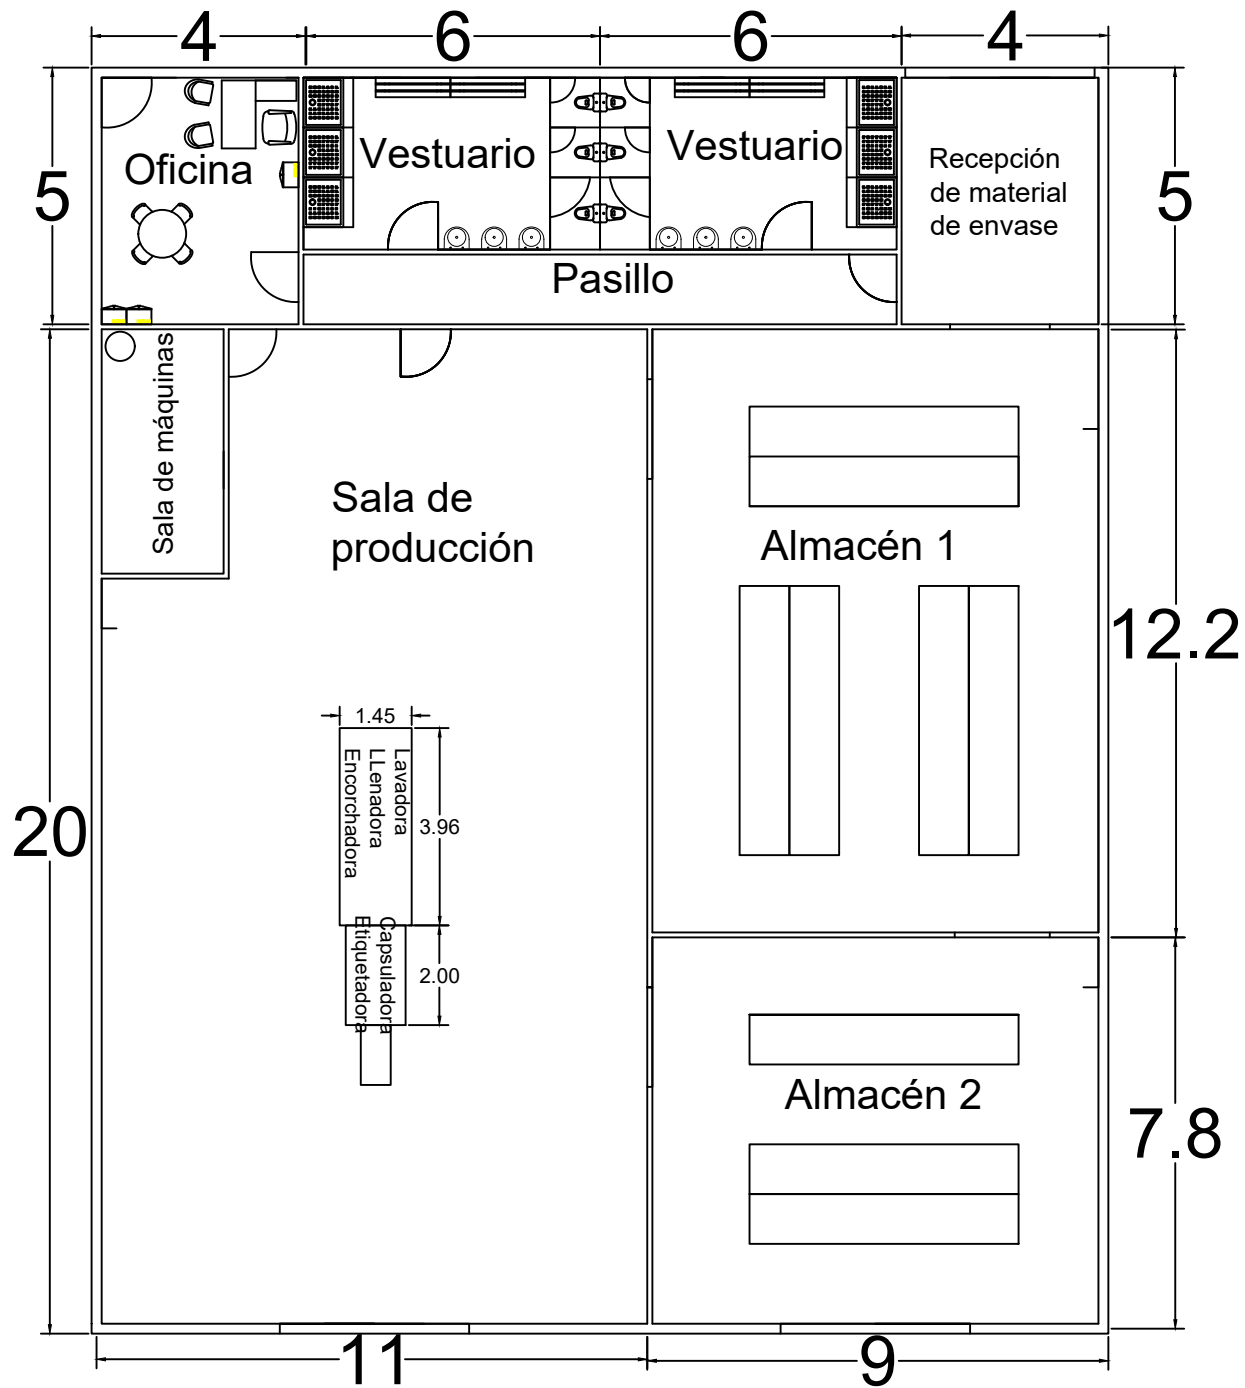 4
6
6
4
Oficina
Vestuario
Vestuario
Recepción
de material
de envase
5
5
Pasillo
Sala de máquinas
Sala de
producción
Almacén 1
12.2
1.45
Lavadora
LLenadora
Encorchadora
3.96
20
Capsuladora
Etiquetadora
2.00
Almacén 2
7.8
11
9